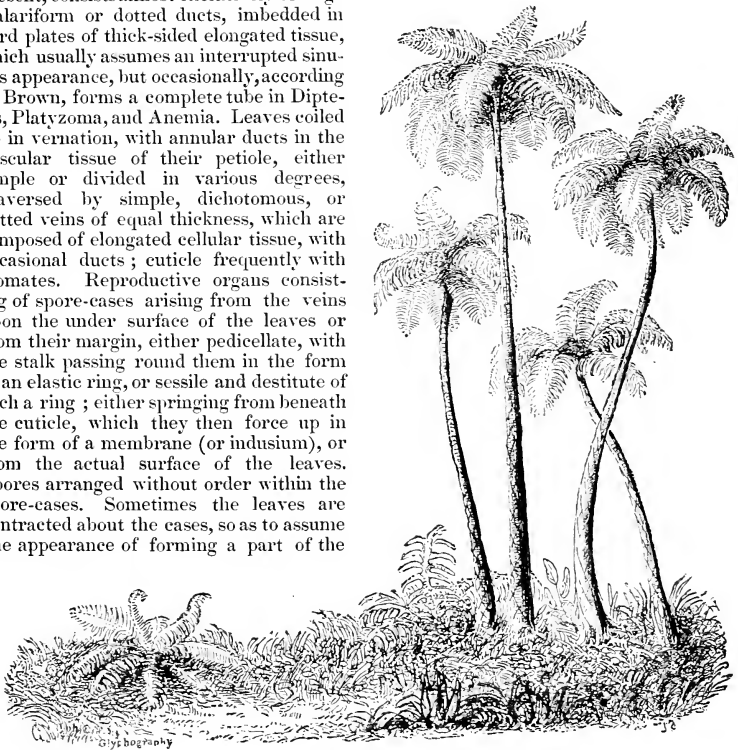 alariform or dotted ducts, imbedded in
rd plates of thick-sided elongated tissue,
hich usually assumes an interrupted sinu-
s appearance, but occasionally, according
Brown, forms a complete tube in Dipte-
s, Platyzoma, and Anemia. Leaves coiled
in vernation, with annular ducts in the
scular tissue of their petiole, either
mple or divided in various degrees,
aversed by simple, dichotomous, or
tted veins of equal thickness, which are
mposed of elongated cellular tissue, with
casional ducts ; cuticle frequently with
omates. Reproductive organs consist-
g of spore-cases arising from the veins
on the under surface of the leaves or
om their margin, either pedicellate, with
e stalk passing round them in the form
an elastic ring, or sessile and destitute of
ch a ring ; either springing from beneath
e cuticle, which they then force up in
e form of a membrane (or indusium), or
om the actual surface of the leaves.
pores arranged without order within the
ore-cases. Sometimes the leaves are
ntracted about the cases, so as to assume
e appearance of forming a part of the
Glyphography